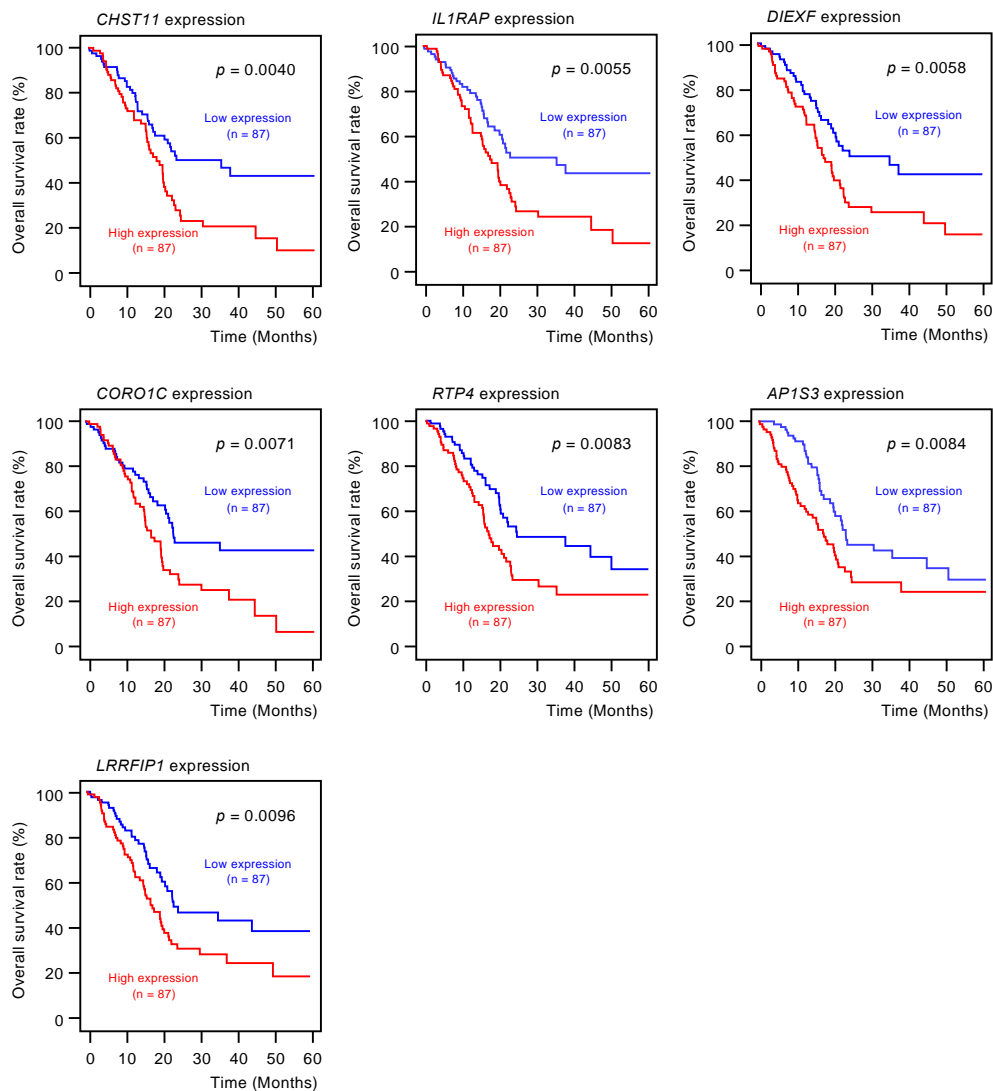 CHST11 expression
100
80
60
40
20
0
Overall survival rate (%)
p = 0.0040
Low expression
(n = 87)
High expression
(n = 87)
0 10 20 30 40 50 60
Time (Months)
IL1RAP expression
100
80
60
40
20
0
Overall survival rate (%)
p = 0.0055
Low expression
(n = 87)
High expression
(n = 87)
0 10 20 30 40 50 60
Time (Months)
DIEXF expression
100
80
60
40
20
0
Overall survival rate (%)
p = 0.0058
Low expression
(n = 87)
High expression
(n = 87)
0 10 20 30 40 50 60
Time (Months)
CORO1C expression
100
80
60
40
20
0
Overall survival rate (%)
p = 0.0071
Low expression
(n = 87)
High expression
(n = 87)
0 10 20 30 40 50 60
Time (Months)
RTP4 expression
100
80
60
40
20
0
Overall survival rate (%)
p = 0.0083
Low expression
(n = 87)
High expression
(n = 87)
0 10 20 30 40 50 60
Time (Months)
AP1S3 expression
100
80
60
40
20
0
Overall survival rate (%)
p = 0.0084
Low expression
(n = 87)
High expression
(n = 87)
0 10 20 30 40 50 60
Time (Months)
LRRFIP1 expression
100
80
60
40
20
0
Overall survival rate (%)
p = 0.0096
Low expression
(n = 87)
High expression
(n = 87)
0 10 20 30 40 50 60
Time (Months)